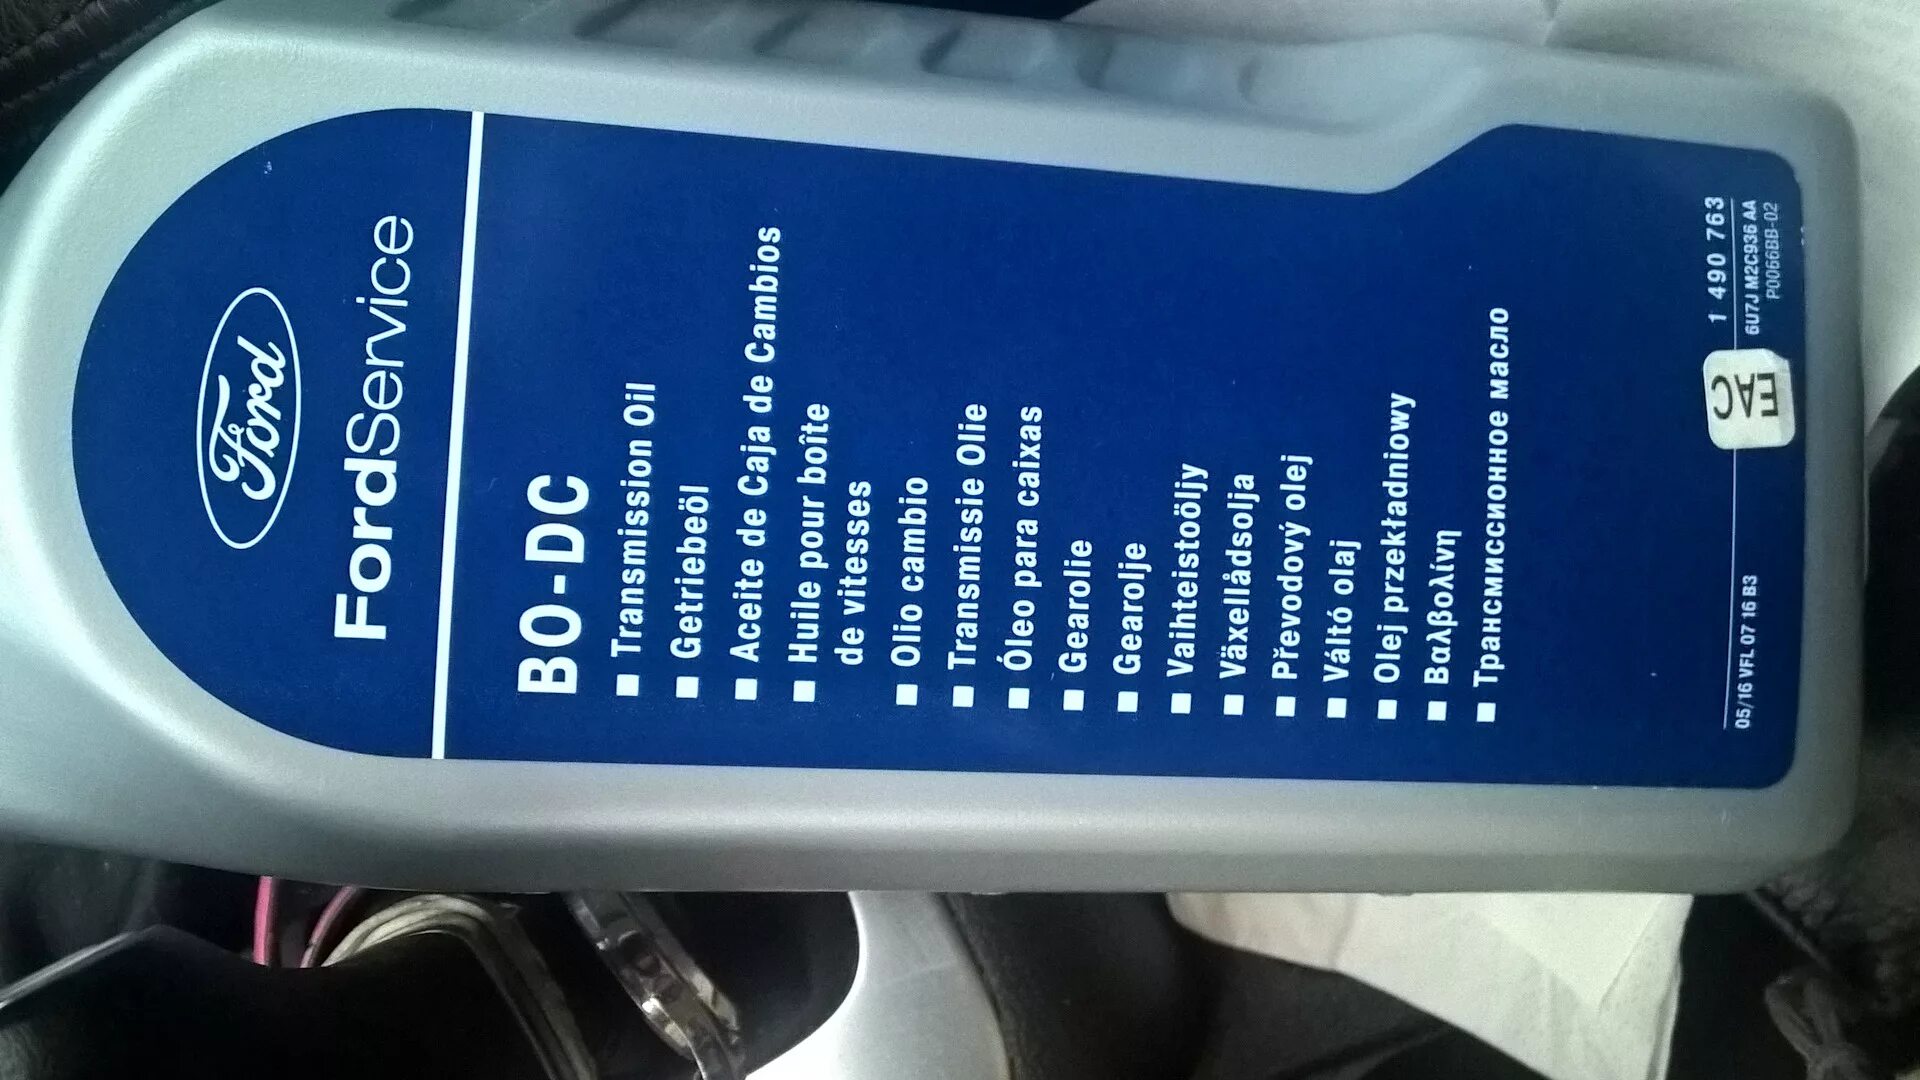 Ford
FordService
BO-DC
■ Transmission Oil
■ Getriebeöl
■ Aceite de Caja de Cambios
■ Huile pour boîte
de vitesses
■ Olio cambio
■ Transmissie Olie
■ Óleo para caixas
■ Gearolie
■ Gearolje
■ Vaihteistoöljy
■ Växellådsolja
■ Převodový olej
■ Váltó olaj
■ Olej przekładniowy
■ Βαλβολίνη
■ Трансмиссионное масло
1 490 763
EAC
05/16 VFL 07 16 B3
6U7J M2C936 AA
P0066BB-02